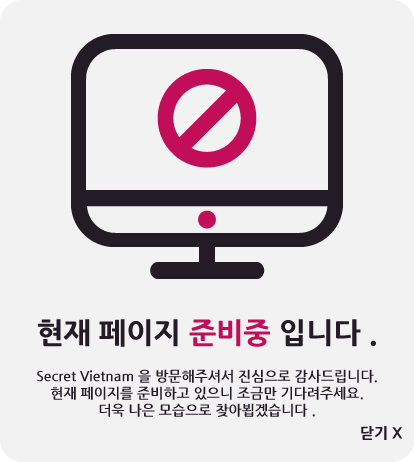 현재 페이지 준비중 입니다 .
Secret Vietnam 을 방문해주셔서 진심으로 감사드립니다.
현재 페이지를 준비하고 있으니 조금만 기다려주세요.
더욱 나은 모습으로 찾아뵙겠습니다 .
닫기 X